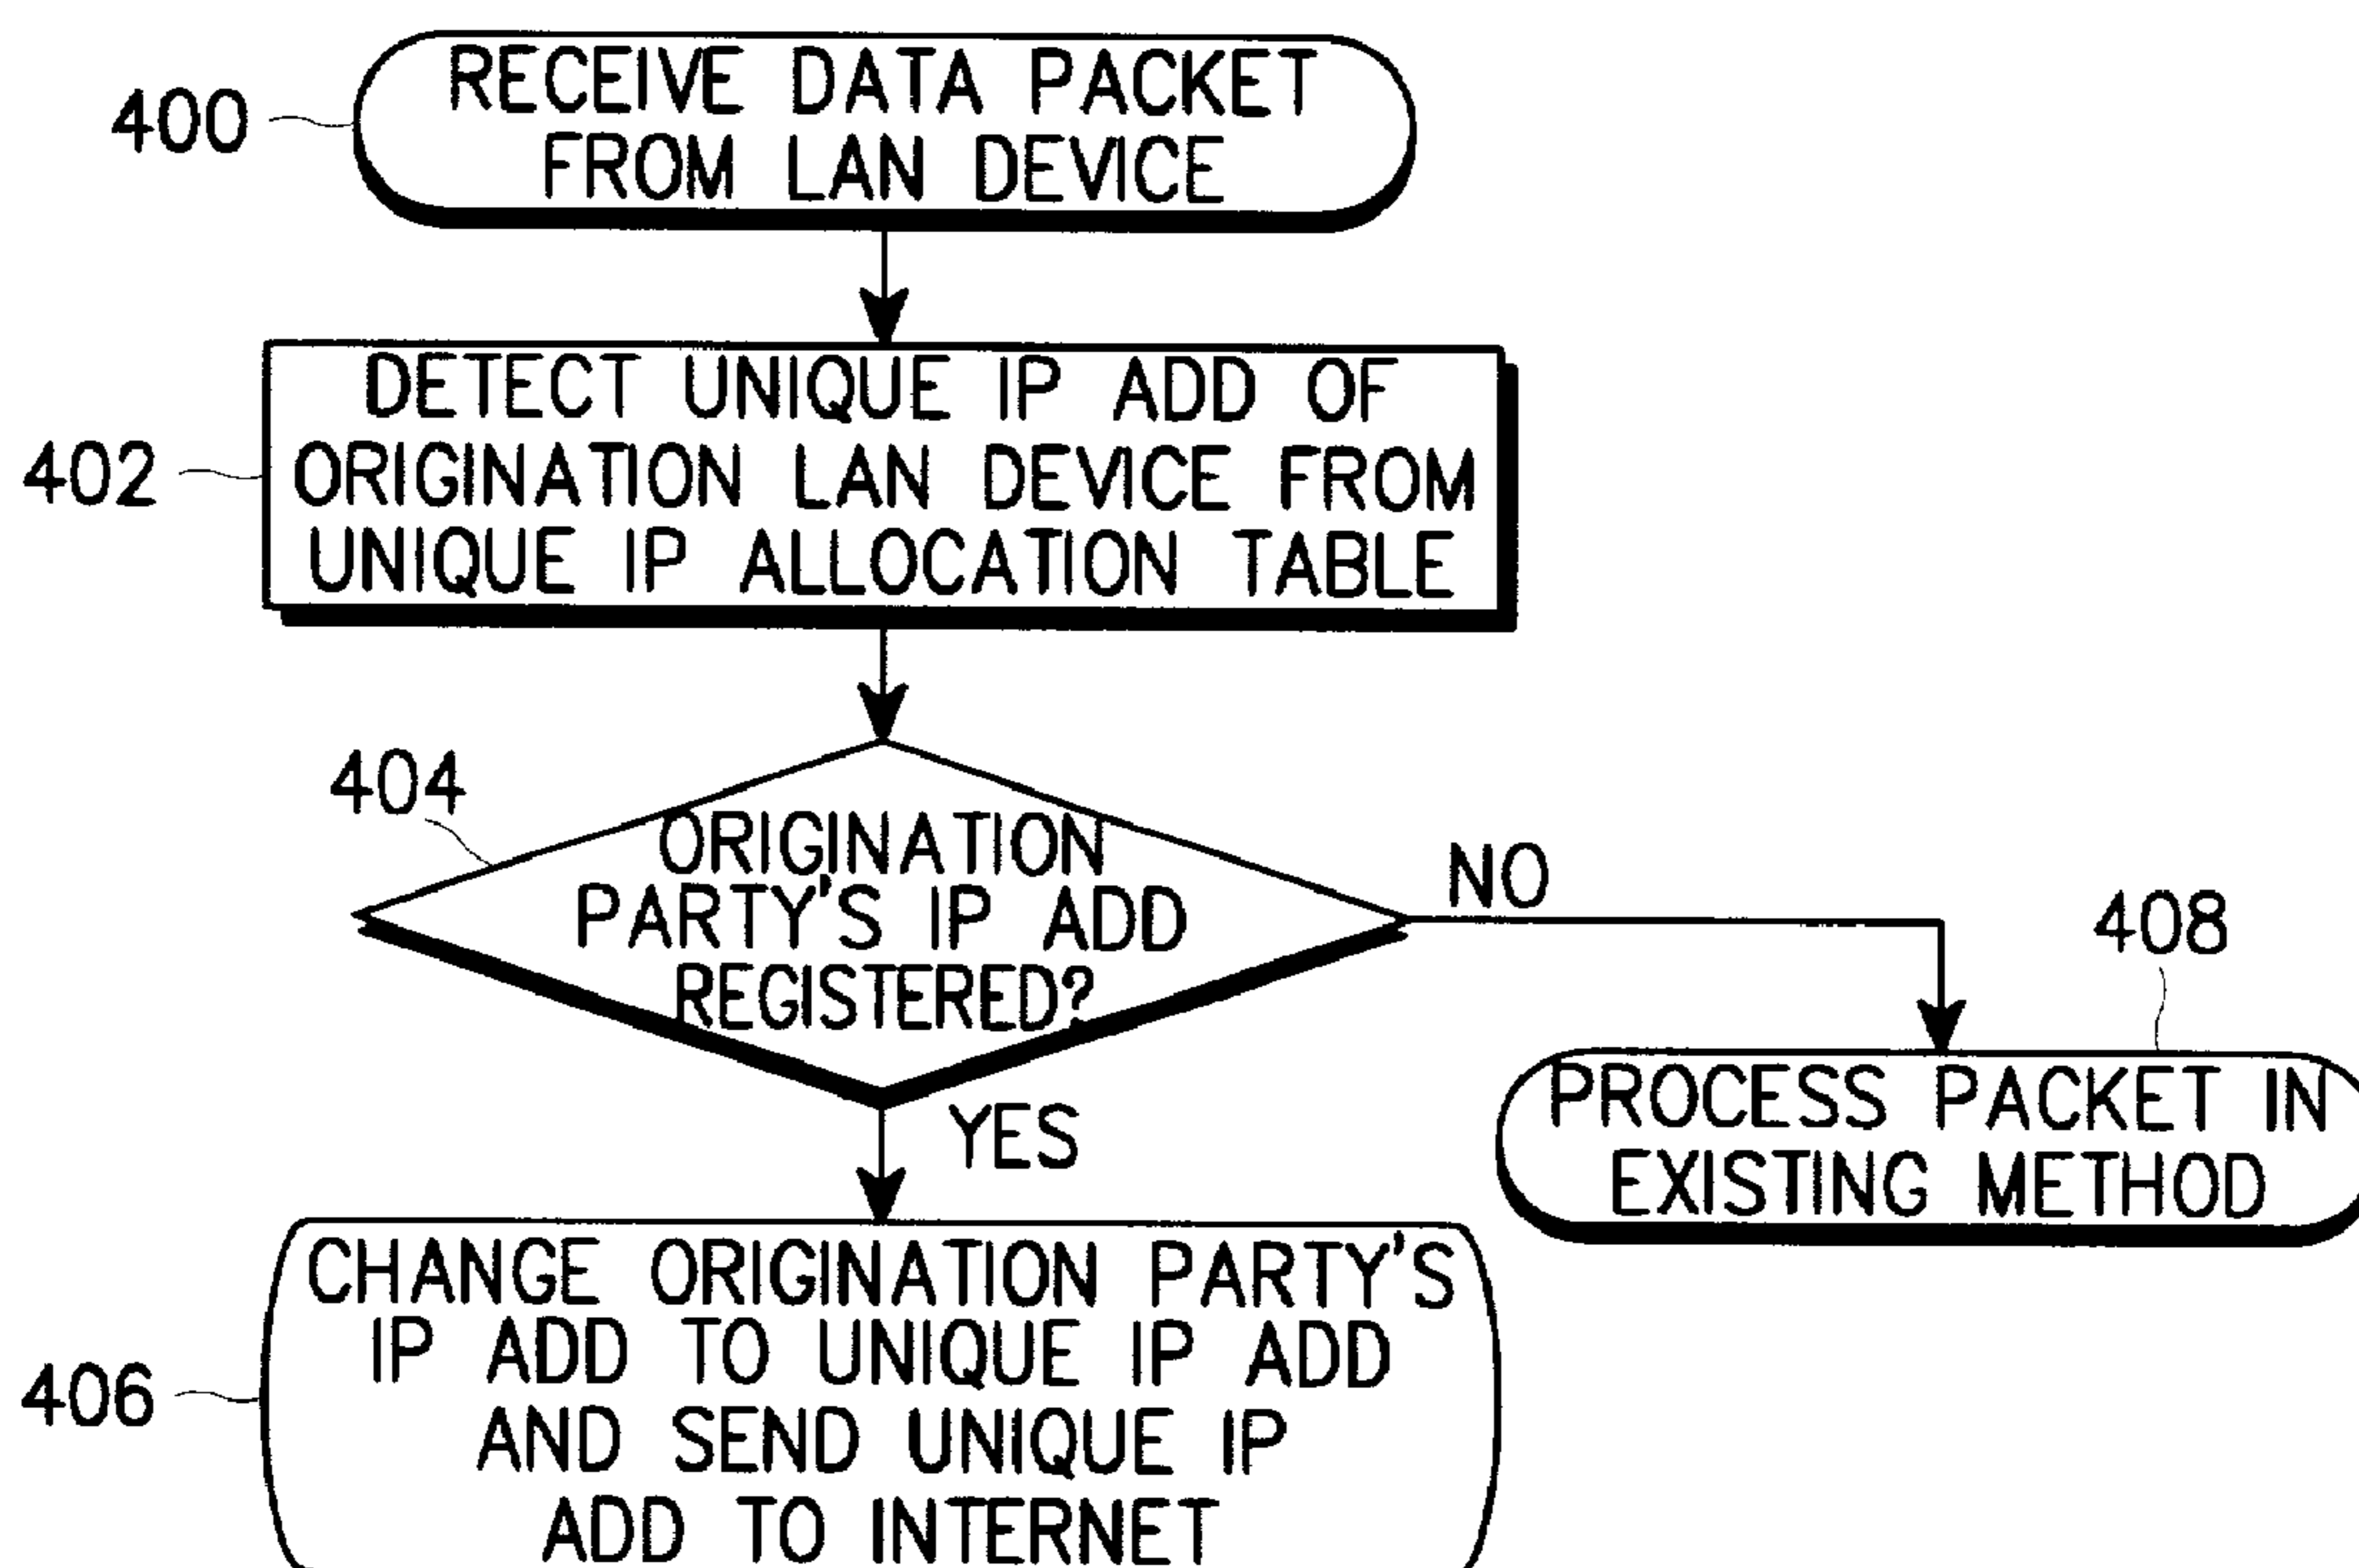 400
RECEIVE DATA PACKET
FROM LAN DEVICE
402
DETECT UNIQUE IP ADD OF
ORIGINATION LAN DEVICE FROM
UNIQUE IP ALLOCATION TABLE
404
ORIGINATION
PARTY'S IP ADD
REGISTERED?
NO
408
PROCESS PACKET IN
EXISTING METHOD
YES
406
CHANGE ORIGINATION PARTY'S
IP ADD TO UNIQUE IP ADD
AND SEND UNIQUE IP
ADD TO INTERNET